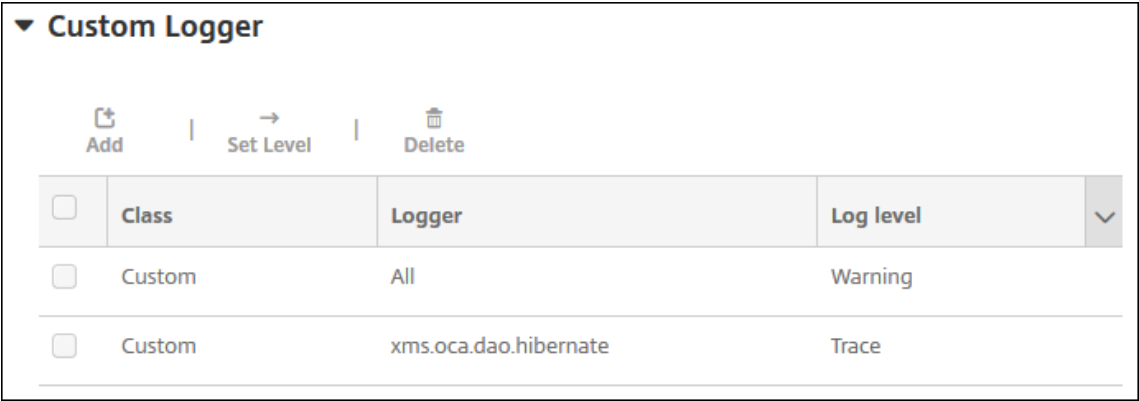 Custom Logger
Add | Set Level | Delete
Class Logger Log level
Custom All Warning
Custom xms.oca.dao.hibernate Trace